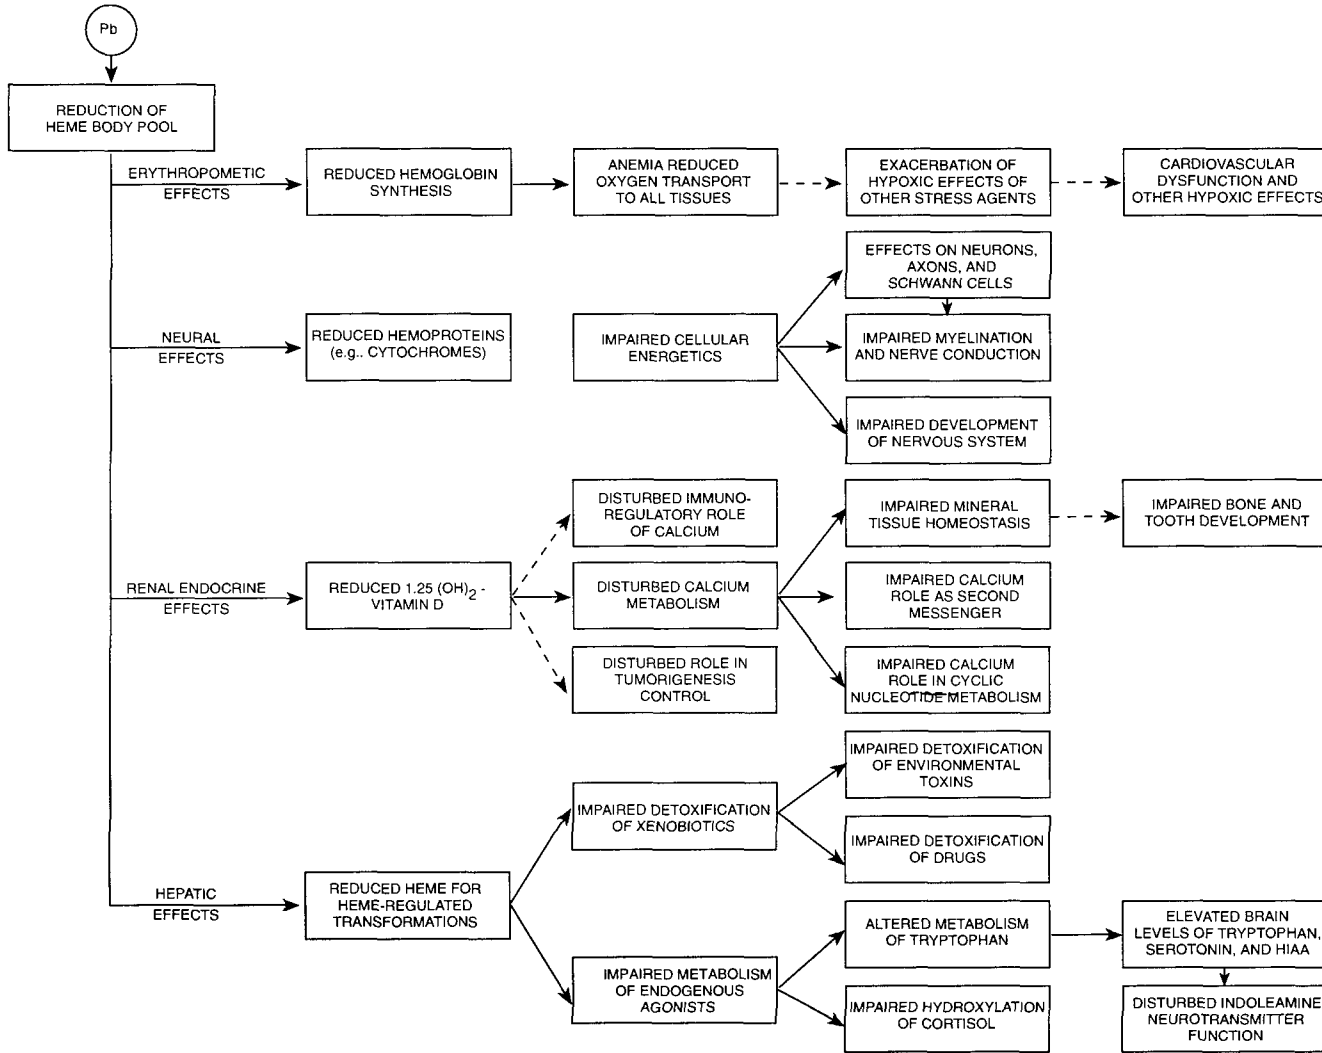 Pb
REDUCTION OF
HEME BODY POOL
ERYTHROPOMETIC
EFFECTS
REDUCED HEMOGLOBIN
SYNTHESIS
ANEMIA REDUCED
OXYGEN TRANSPORT
TO ALL TISSUES
EXACERBATION OF
HYPOXIC EFFECTS OF
OTHER STRESS AGENTS
CARDIOVASCULAR
DYSFUNCTION AND
OTHER HYPOXIC EFFECTS
NEURAL
EFFECTS
REDUCED HEMOPROTEINS
(e.g.. CYTOCHROMES)
IMPAIRED CELLULAR
ENERGETICS
EFFECTS ON NEURONS,
AXONS, AND
SCHWANN CELLS
IMPAIRED MYELINATION
AND NERVE CONDUCTION
IMPAIRED DEVELOPMENT
OF NERVOUS SYSTEM
RENAL ENDOCRINE
EFFECTS
REDUCED 1.25 (OH)₂ -
VITAMIN D
DISTURBED IMMUNO-
REGULATORY ROLE
OF CALCIUM
DISTURBED CALCIUM
METABOLISM
DISTURBED ROLE IN
TUMORIGENESIS
CONTROL
IMPAIRED MINERAL
TISSUE HOMEOSTASIS
IMPAIRED BONE AND
TOOTH DEVELOPMENT
IMPAIRED CALCIUM
ROLE AS SECOND
MESSENGER
IMPAIRED CALCIUM
ROLE IN CYCLIC
NUCLEOTIDE METABOLISM
HEPATIC
EFFECTS
REDUCED HEME FOR
HEME-REGULATED
TRANSFORMATIONS
IMPAIRED DETOXIFICATION
OF XENOBIOTICS
IMPAIRED DETOXIFICATION
OF ENVIRONMENTAL
TOXINS
IMPAIRED DETOXIFICATION
OF DRUGS
IMPAIRED METABOLISM
OF ENDOGENOUS
AGONISTS
ALTERED METABOLISM
OF TRYPTOPHAN
ELEVATED BRAIN
LEVELS OF TRYPTOPHAN,
SEROTONIN, AND HIAA
IMPAIRED HYDROXYLATION
OF CORTISOL
DISTURBED INDOLEAMINE
NEUROTRANSMITTER
FUNCTION